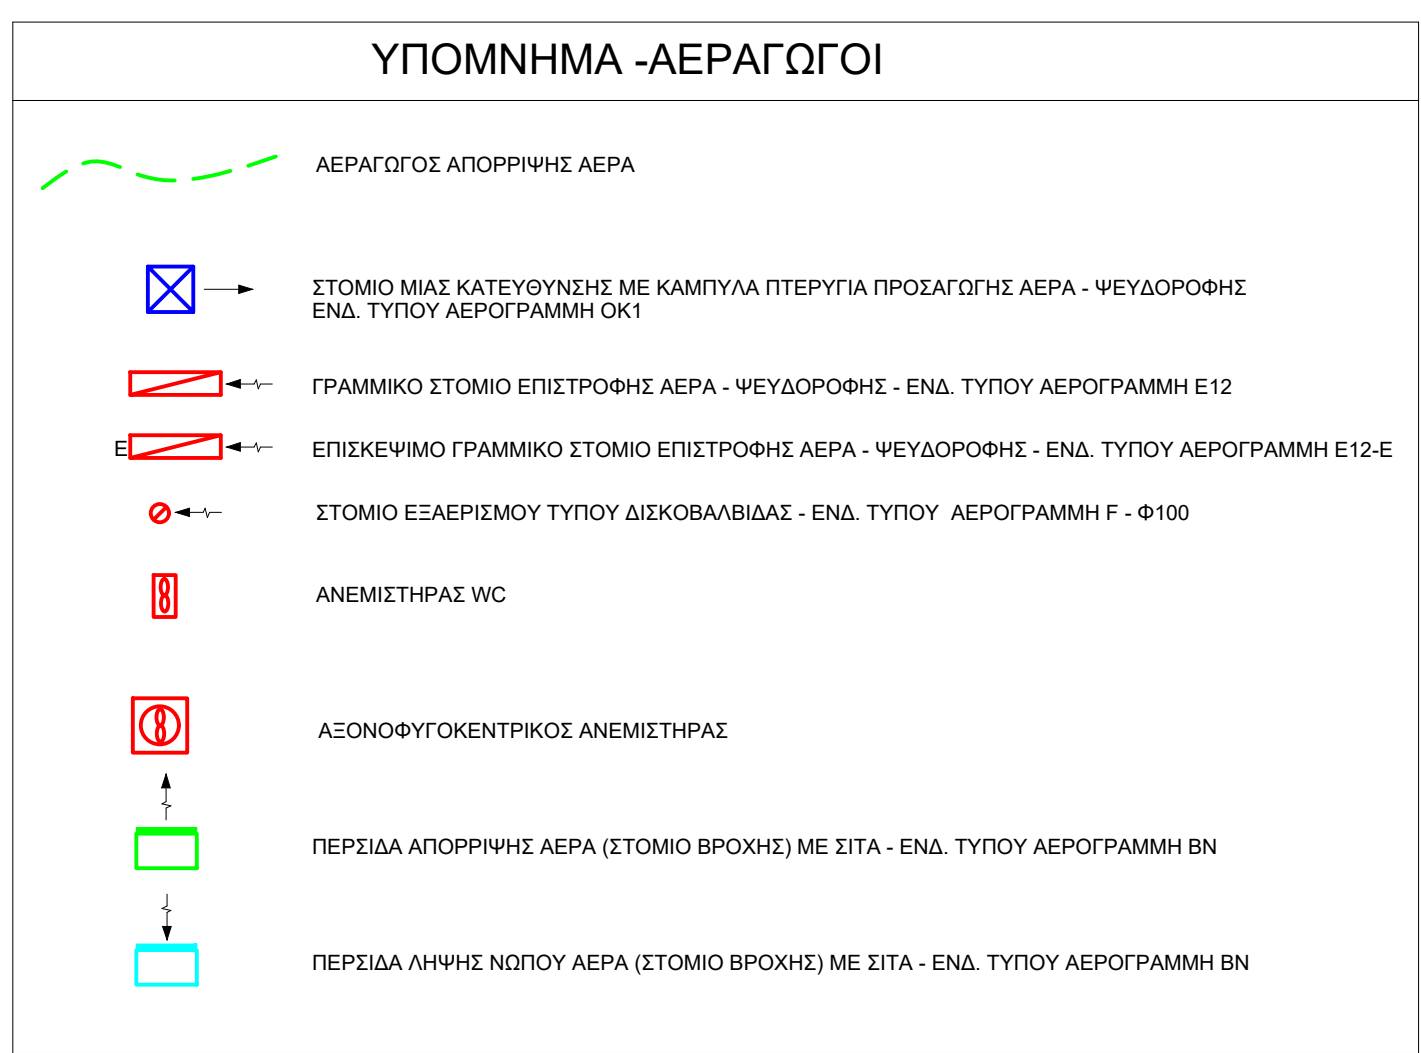 ΥΠΟΜΝΗΜΑ -ΑΕΡΑΓΩΓΟΙ
ΑΕΡΑΓΩΓΟΣ ΑΠΟΡΡΙΨΗΣ ΑΕΡΑ
ΣΤΟΜΙΟ ΜΙΑΣ ΚΑΤΕΥΘΥΝΣΗΣ ΜΕ ΚΑΜΠΥΛΑ ΠΤΕΡΥΓΙΑ ΠΡΟΣΑΓΩΓΗΣ ΑΕΡΑ - ΨΕΥΔΟΡΟΦΗΣ
ΕΝΔ. ΤΥΠΟΥ ΑΕΡΟΓΡΑΜΜΗ ΟΚ1
ΓΡΑΜΜΙΚΟ ΣΤΟΜΙΟ ΕΠΙΣΤΡΟΦΗΣ ΑΕΡΑ - ΨΕΥΔΟΡΟΦΗΣ - ΕΝΔ. ΤΥΠΟΥ ΑΕΡΟΓΡΑΜΜΗ Ε12
Ε ΕΠΙΣΚΕΨΙΜΟ ΓΡΑΜΜΙΚΟ ΣΤΟΜΙΟ ΕΠΙΣΤΡΟΦΗΣ ΑΕΡΑ - ΨΕΥΔΟΡΟΦΗΣ - ΕΝΔ. ΤΥΠΟΥ ΑΕΡΟΓΡΑΜΜΗ Ε12-Ε
ΣΤΟΜΙΟ ΕΞΑΕΡΙΣΜΟΥ ΤΥΠΟΥ ΔΙΣΚΟΒΑΛΒΙΔΑΣ - ΕΝΔ. ΤΥΠΟΥ ΑΕΡΟΓΡΑΜΜΗ F - Φ100
ΑΝΕΜΙΣΤΗΡΑΣ WC
ΑΞΟΝΟΦΥΓΟΚΕΝΤΡΙΚΟΣ ΑΝΕΜΙΣΤΗΡΑΣ
ΠΕΡΣΙΔΑ ΑΠΟΡΡΙΨΗΣ ΑΕΡΑ (ΣΤΟΜΙΟ ΒΡΟΧΗΣ) ΜΕ ΣΙΤΑ - ΕΝΔ. ΤΥΠΟΥ ΑΕΡΟΓΡΑΜΜΗ ΒΝ
ΠΕΡΣΙΔΑ ΛΗΨΗΣ ΝΩΠΟΥ ΑΕΡΑ (ΣΤΟΜΙΟ ΒΡΟΧΗΣ) ΜΕ ΣΙΤΑ - ΕΝΔ. ΤΥΠΟΥ ΑΕΡΟΓΡΑΜΜΗ ΒΝ